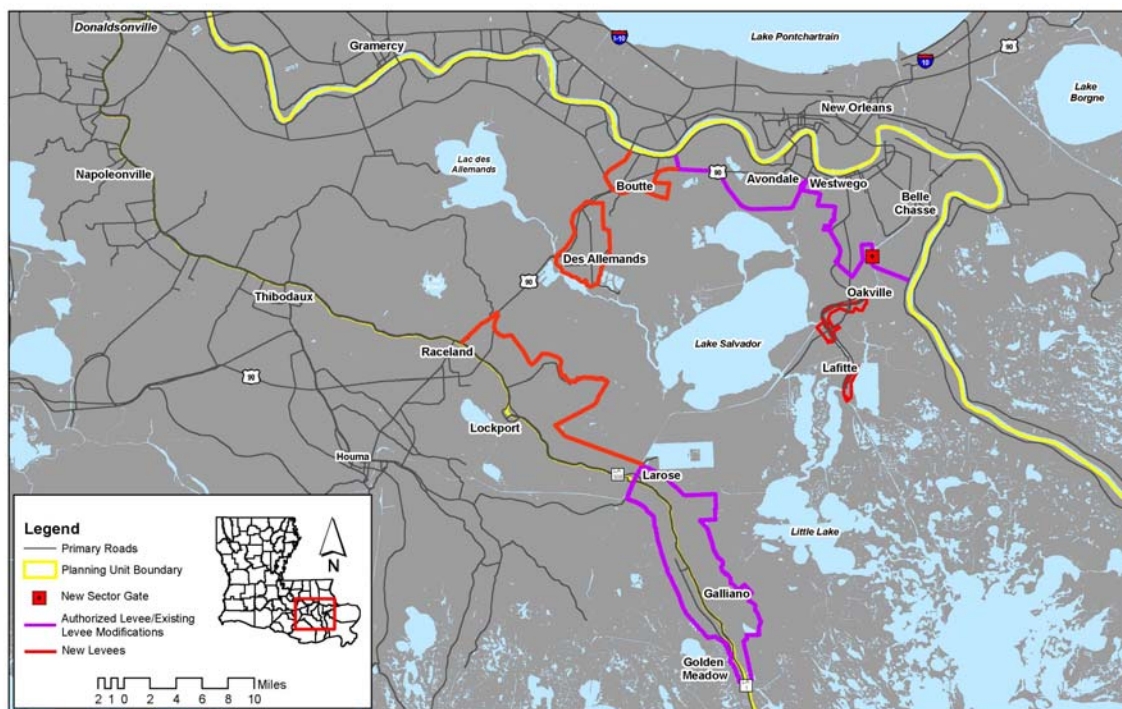 Donaldsonville
Gramercy
I-10
Lake Pontchartrain
10
90
Lake
Borgne
New Orleans
Lac des
Allemands
Napoleonville
Boutte
90
Avondale
Westwego
Belle
Chasse
Des Allemands
90
Thibodaux
Oakville
Raceland
Lake Salvador
90
Lafitte
Lockport
Houma
Larose
Little Lake
Galliano
Golden
Meadow
Legend
Primary Roads
Planning Unit Boundary
New Sector Gate
Authorized Levee/Existing
Levee Modifications
New Levees
N
2 1 0 2 4 6 8 10
Miles